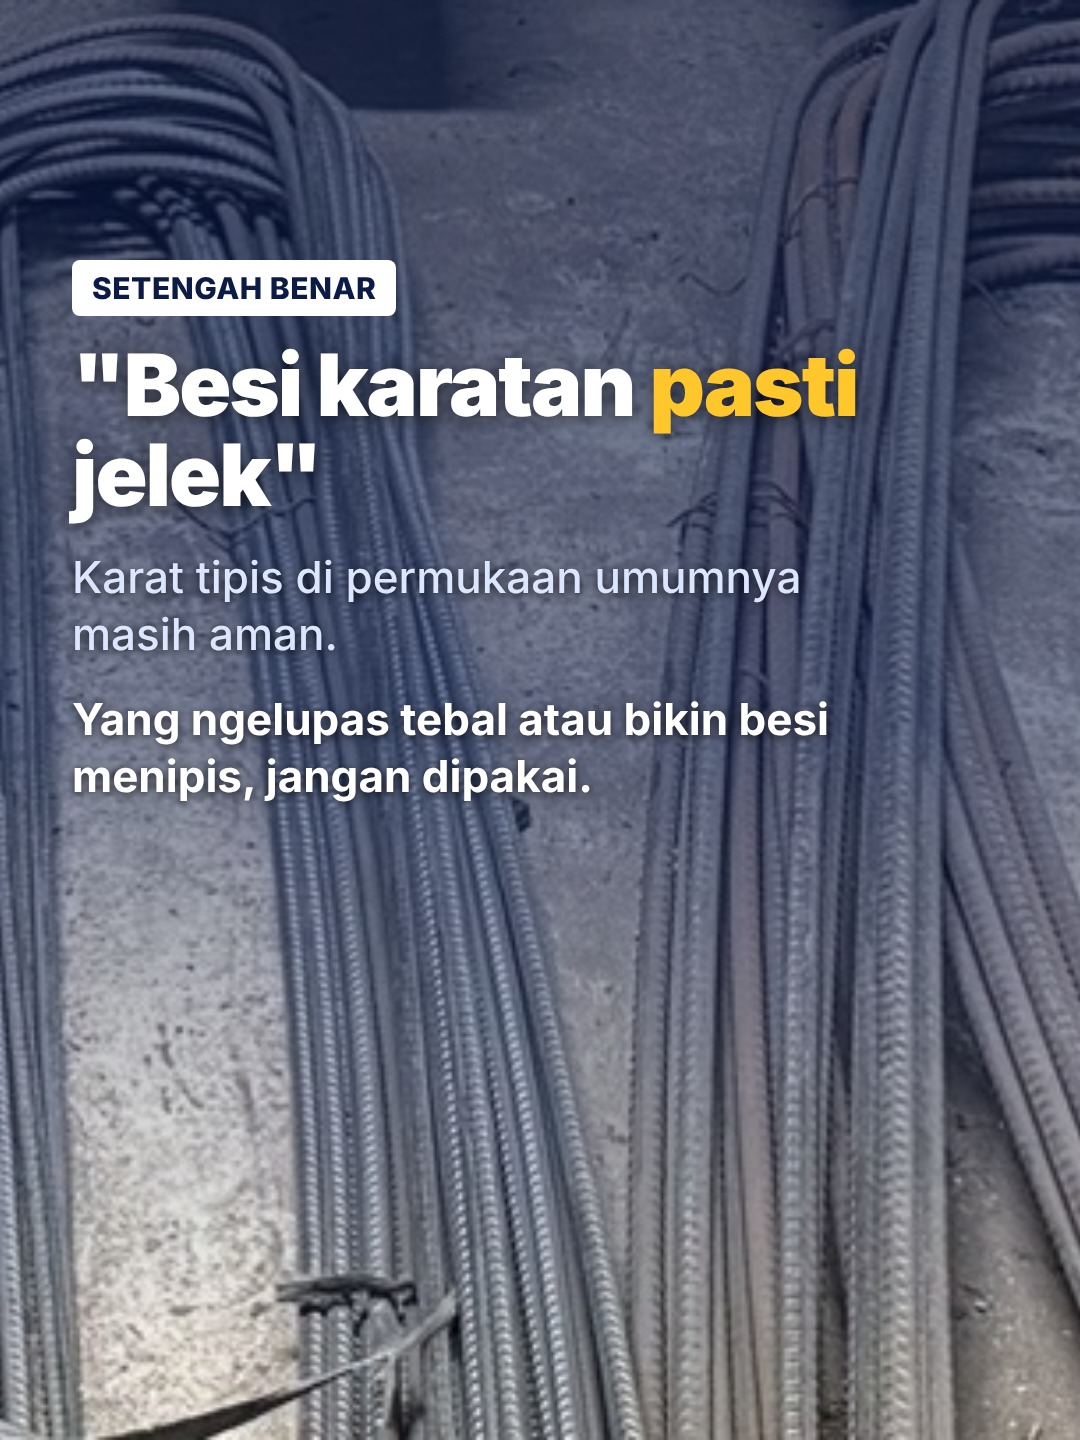 SETENGAH BENAR
"Besi karatan pasti
jelek"
Karat tipis di permukaan umumnya
masih aman.
Yang ngelupas tebal atau bikin besi
menipis, jangan dipakai.